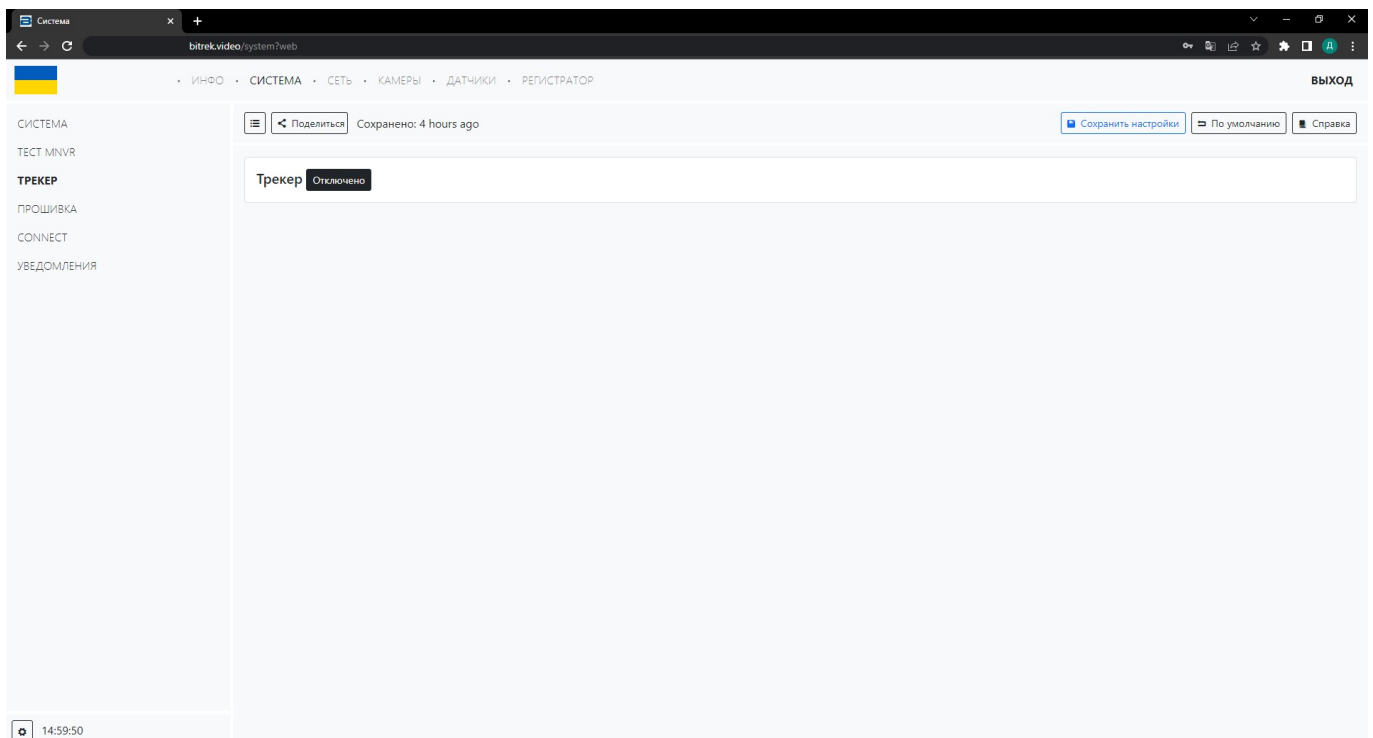 Система
bitrek.video/system?web
Д
• ИНФО • СИСТЕМА • СЕТЬ • КАМЕРЫ • ДАТЧИКИ • РЕГИСТРАТОР
ВЫХОД
СИСТЕМА
ТЕСТ MNVR
ТРЕКЕР
ПРОШИВКА
CONNECT
УВЕДОМЛЕНИЯ
Поделиться Сохранено: 4 hours ago
Сохранить настройки По умолчанию Справка
Трекер Отключено
14:59:50